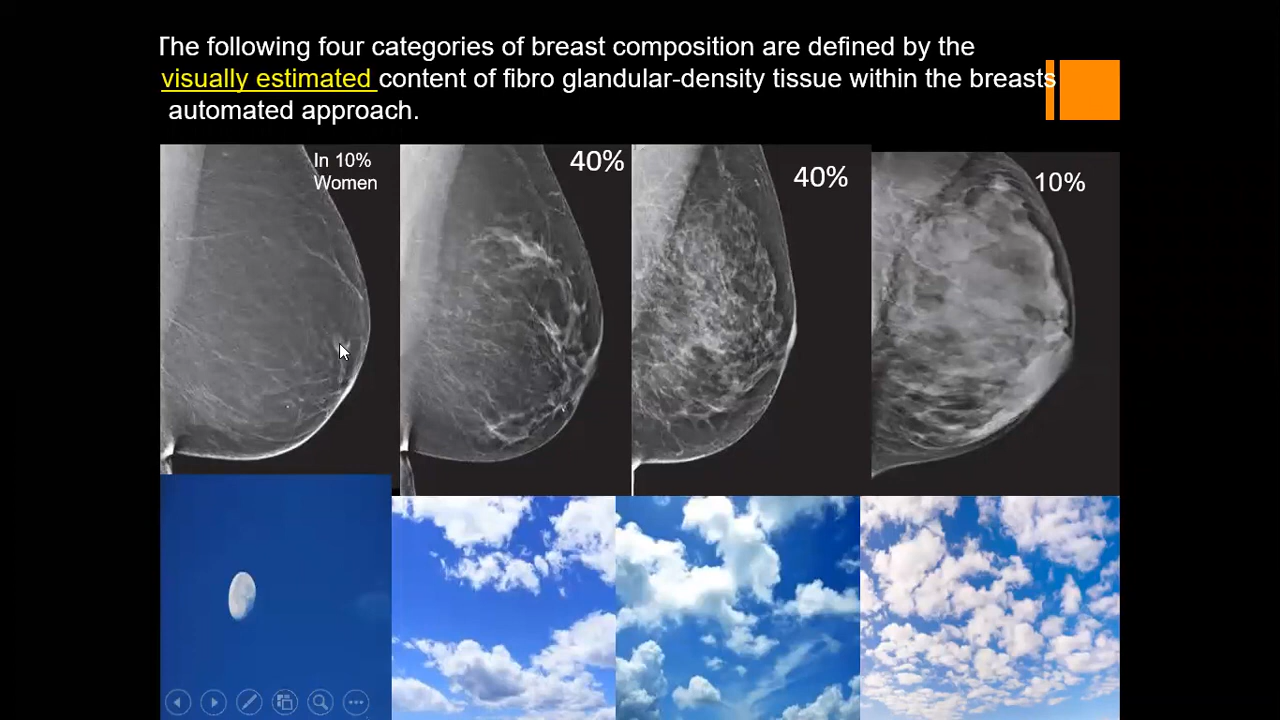 The following four categories of breast composition are defined by the
visually estimated content of fibro glandular-density tissue within the breasts
automated approach.
In 10%
Women
40%
40%
10%